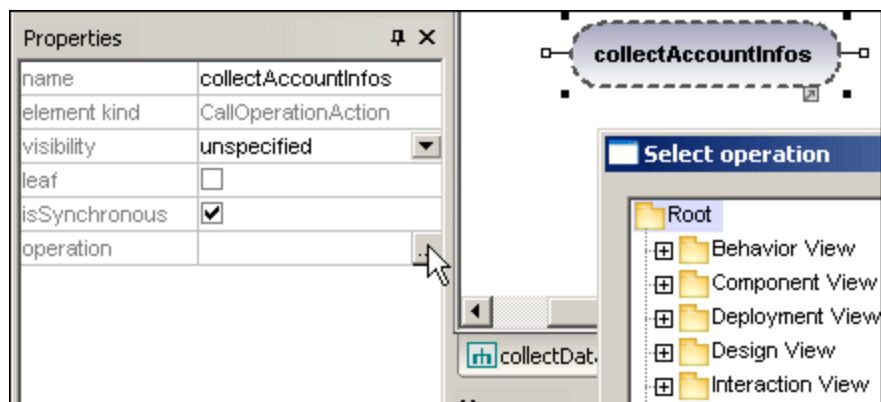 Properties
name collectAccountInfos
element kind CallOperationAction
visibility unspecified
leaf
isSynchronous
operation ...
collectAccountInfos
Select operation
Root
Behavior View
Component View
Deployment View
Design View
Interaction View
collectDat